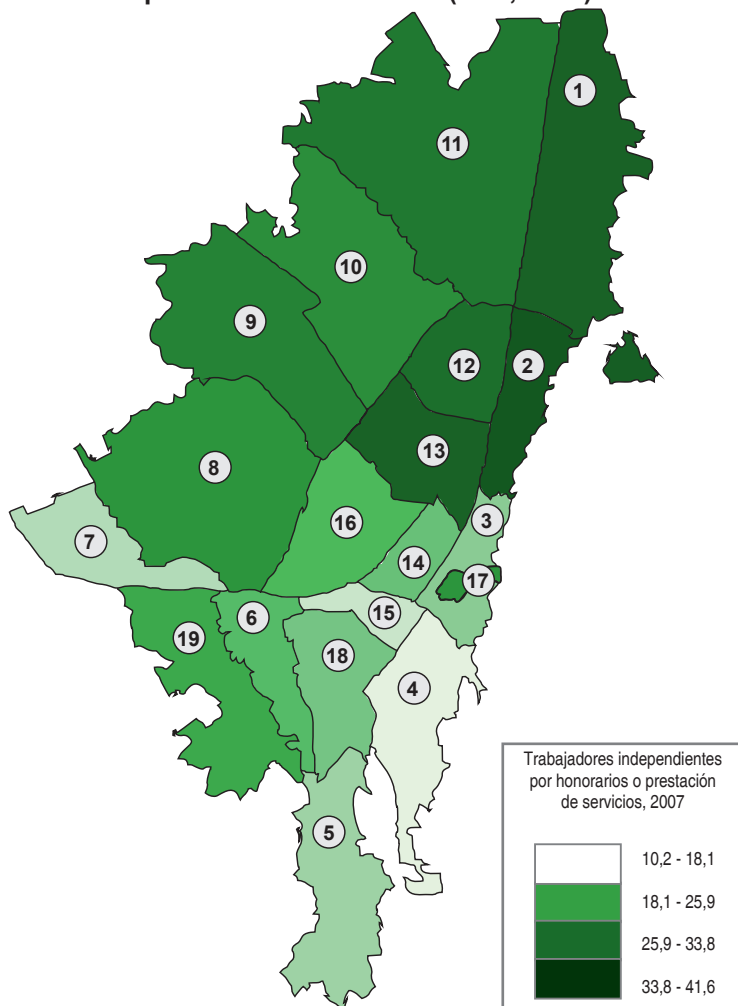 1
11
10
9
12
2
13
8
16
3
7
14
17
6
15
19
18
4
5
Trabajadores independientes
por honorarios o prestación
de servicios, 2007
10,2 - 18,1
18,1 - 25,9
25,9 - 33,8
33,8 - 41,6